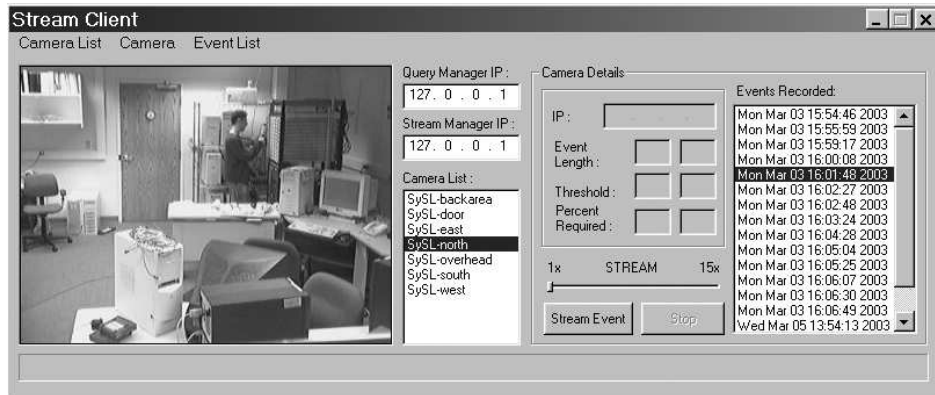 Stream Client
Camera List Camera Event List
Query Manager IP :
127. 0 . 0 . 1
Stream Manager IP :
127. 0 . 0 . 1
Camera List :
SySL-backarea
SySL-door
SySL-east
SySL-north
SySL-overhead
SySL-south
SySL-west
Camera Details
IP :
Event Length :
Threshold :
Percent Required :
1x STREAM 15x
Stream Event Stop
Events Recorded:
Mon Mar 03 15:54:46 2003
Mon Mar 03 15:55:59 2003
Mon Mar 03 15:59:17 2003
Mon Mar 03 16:00:08 2003
Mon Mar 03 16:01:48 2003
Mon Mar 03 16:02:27 2003
Mon Mar 03 16:02:48 2003
Mon Mar 03 16:03:24 2003
Mon Mar 03 16:04:28 2003
Mon Mar 03 16:05:04 2003
Mon Mar 03 16:05:25 2003
Mon Mar 03 16:06:07 2003
Mon Mar 03 16:06:30 2003
Mon Mar 03 16:06:49 2003
Wed Mar 05 13:54:13 2003